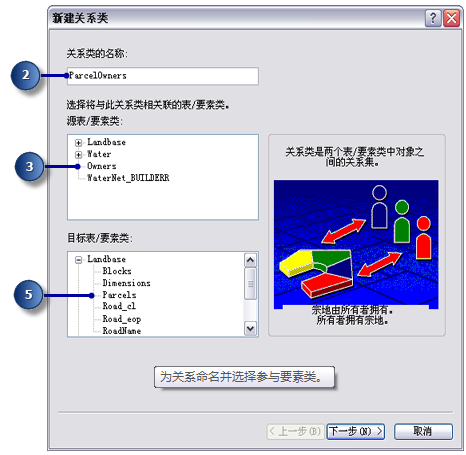 新建关系类
关系类的名称:
2
ParcelOwners
选择将与此关系类相关联的表/要素类。
源表/要素类:
Landbase
Water
3
Owners
WaterNet_BUILDERR
关系类是两个表/要素类中对象之
间的关系集。
目标表/要素类:
Landbase
Blocks
Dimensions
5
Parcels
Road_cl
Road_eop
RoadName
宗地由所有者拥有。
所有者拥有宗地。
为关系命名并选择参与要素类。
< 上一步(B)
下一步(N) >
取消